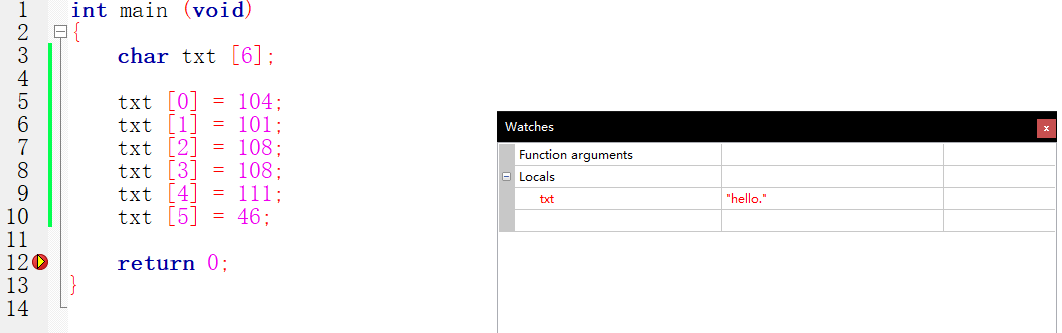 1 int main (void)
2 {
3 char txt [6];
4
5 txt [0] = 104;
6 txt [1] = 101;
7 txt [2] = 108;
8 txt [3] = 108;
9 txt [4] = 111;
10 txt [5] = 46;
11
12 return 0;
13 }
14
Watches x
Function arguments
Locals
txt "hello."